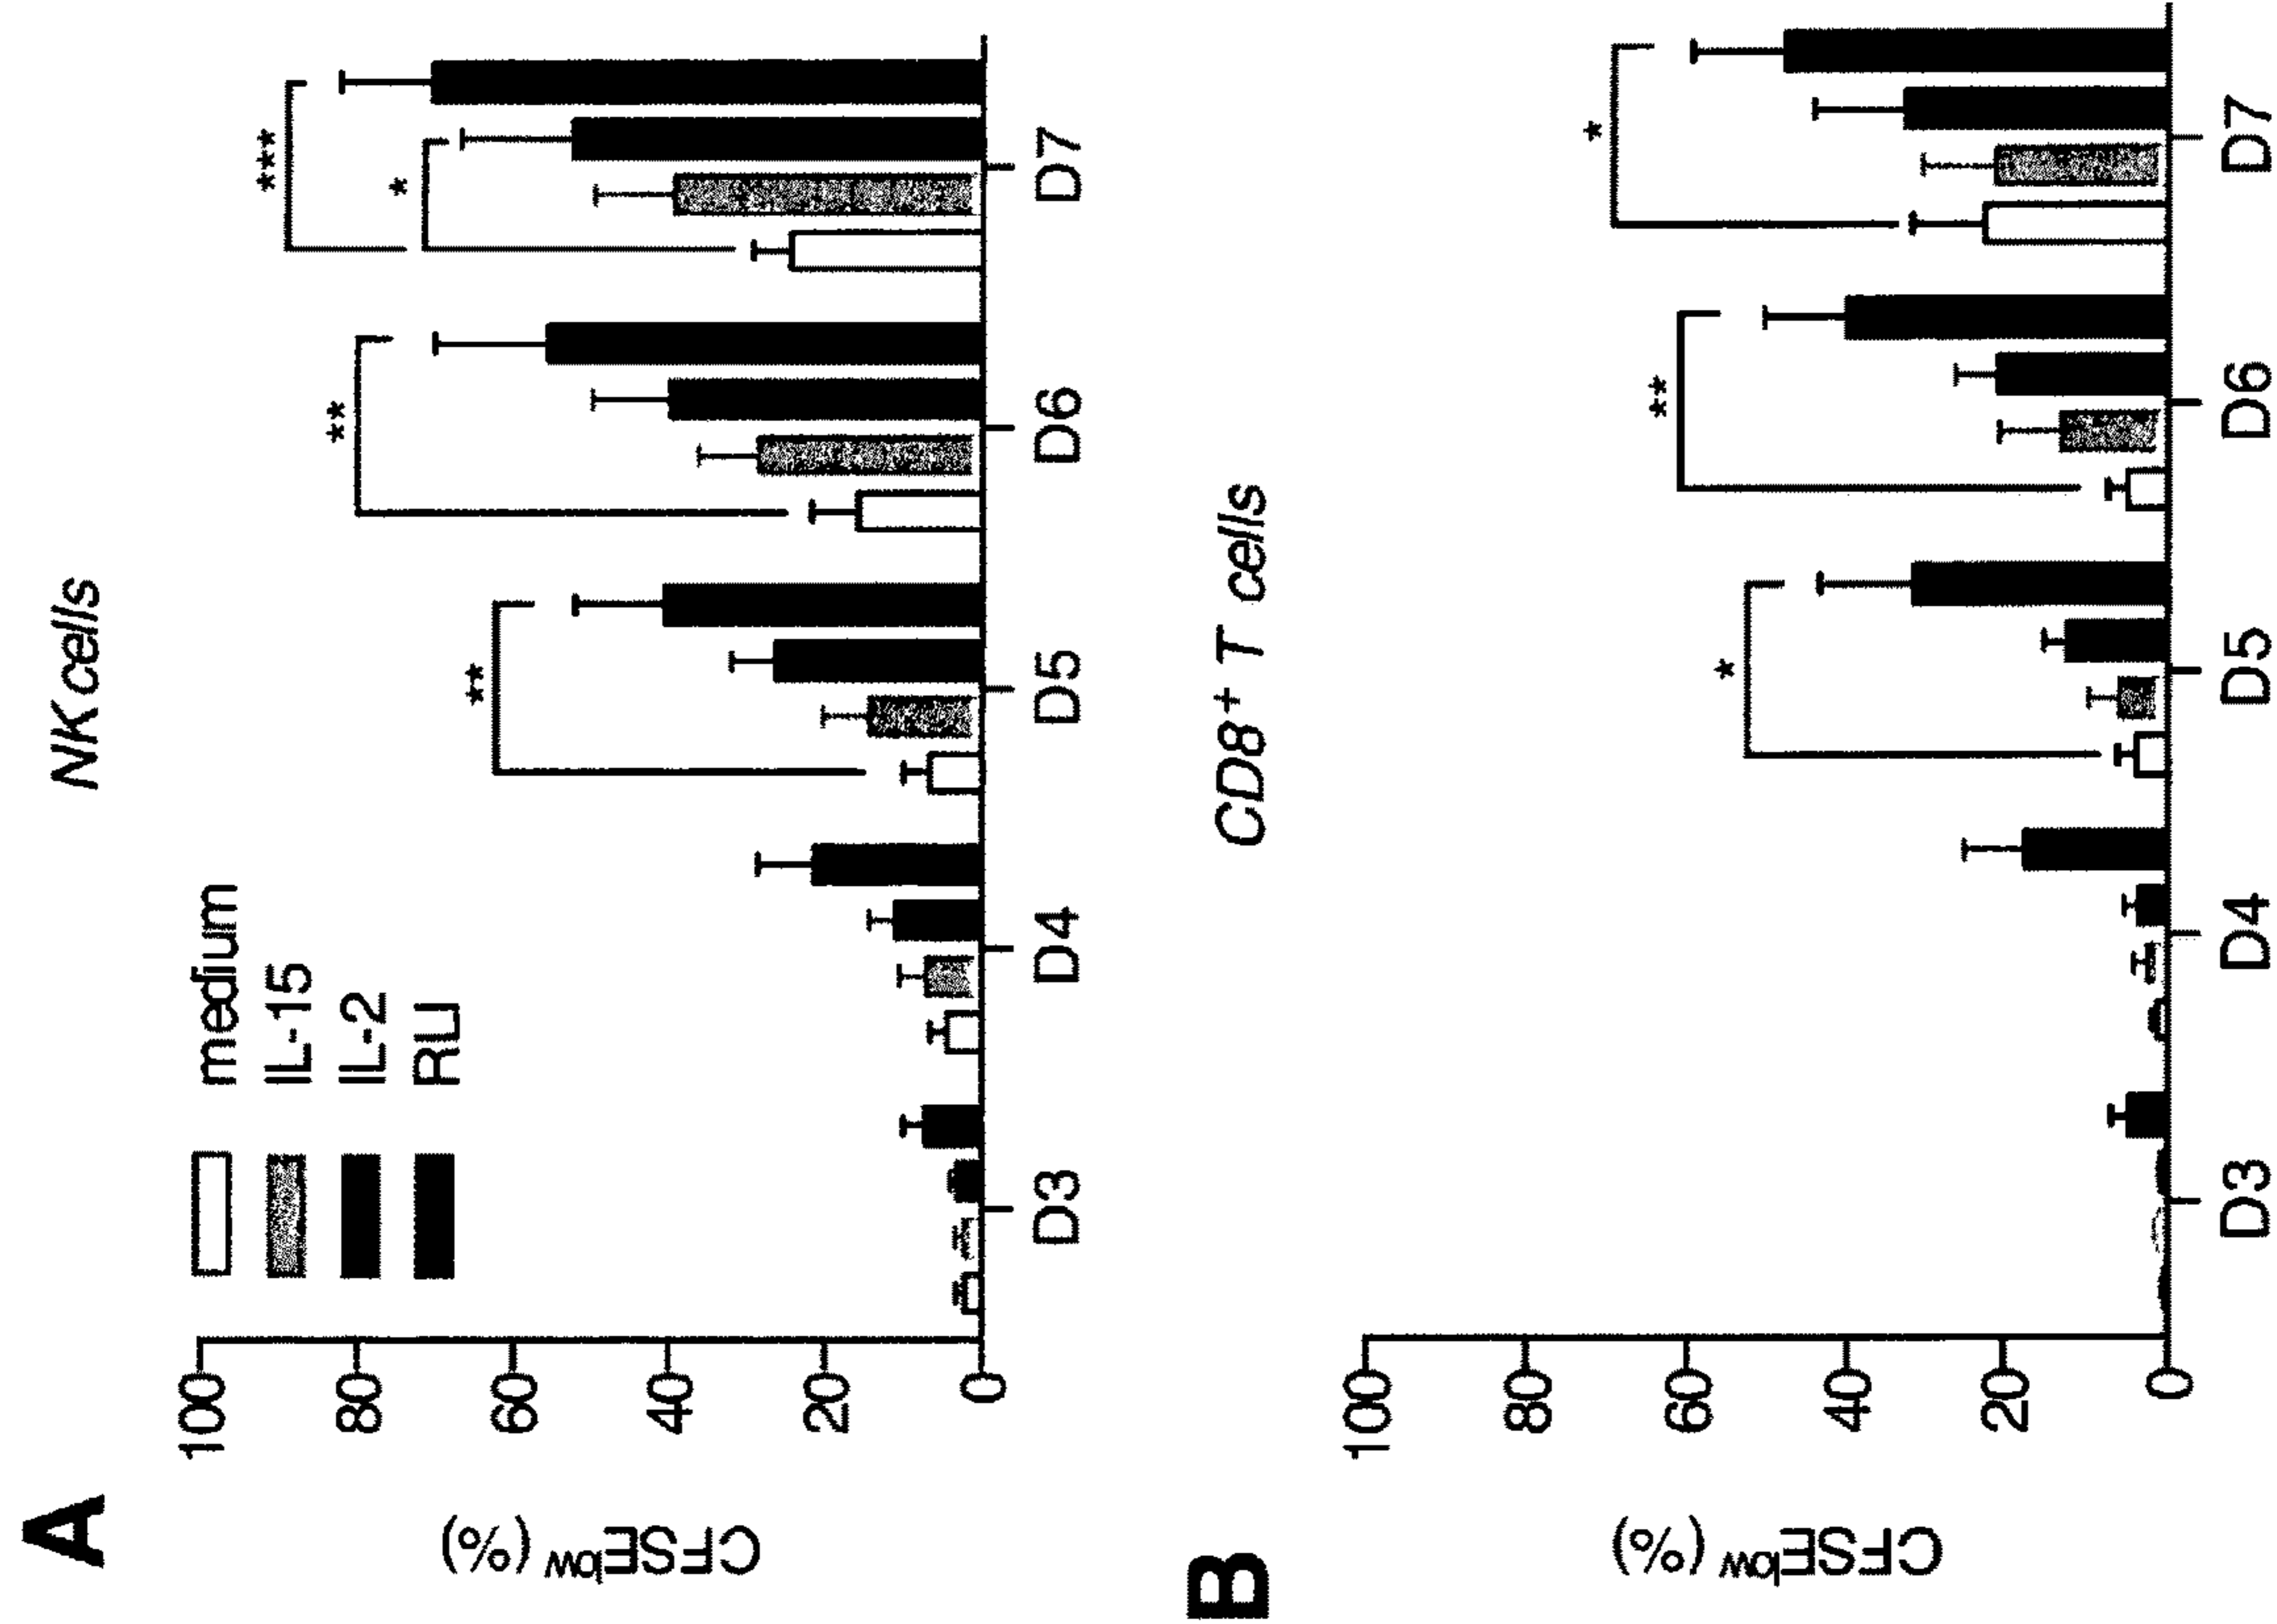 A
NK cells
medium
IL-15
IL-2
RLI
CFSElow (%)
100
80
60
40
20
0
**
**
*
***
D3
D4
D5
D6
D7
B
CD8+ T cells
CFSElow (%)
100
80
60
40
20
0
*
**
*
D3
D4
D5
D6
D7